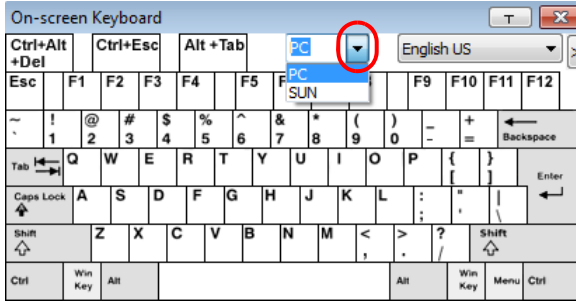 On-screen Keyboard T X
Ctrl+Alt +Del Ctrl+Esc Alt +Tab PC English US >
PC
SUN
Esc F1 F2 F3 F4 F5 F9 F10 F11 F12
~ ! @ # $ % ^ & * ( ) _ +
` 1 2 3 4 5 6 7 8 9 0 - = Backspace
Tab Q W E R T Y U I O P { }
[ ] Enter
Caps Lock A S D F G H J K L : " |
; ' \
Shift Z X C V B N M < > ? Shift
, . /
Ctrl Win Key Alt Alt Win Key Menu Ctrl